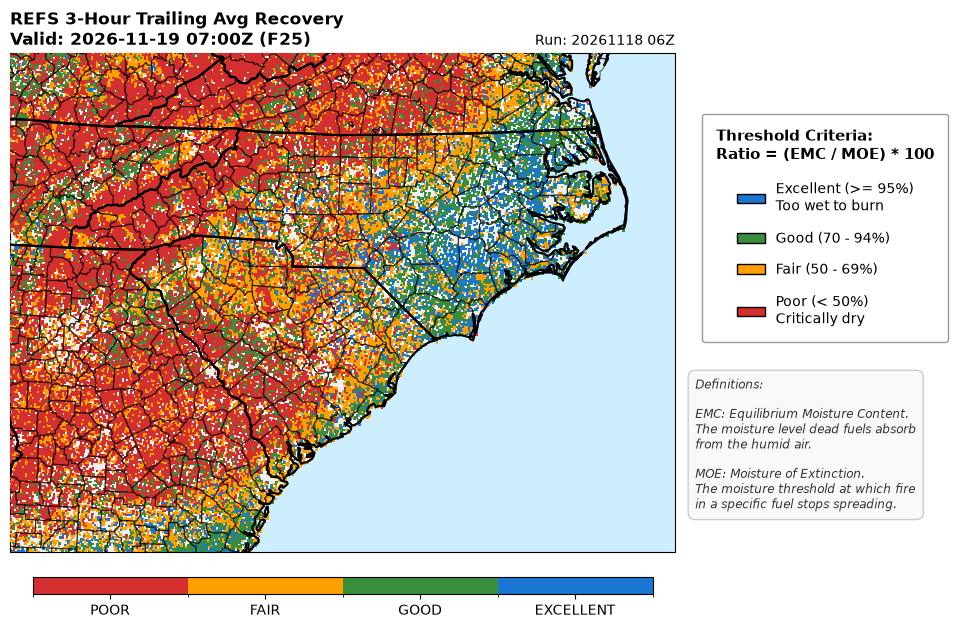 REFS 3-Hour Trailing Avg Recovery
Valid: 2026-11-19 07:00Z (F25)
Run: 20261118 06Z
Threshold Criteria:
Ratio = (EMC / MOE) * 100
Excellent (>= 95%)
Too wet to burn
Good (70 - 94%)
Fair (50 - 69%)
Poor (< 50%)
Critically dry
Definitions:
EMC: Equilibrium Moisture Content.
The moisture level dead fuels absorb
from the humid air.
MOE: Moisture of Extinction.
The moisture threshold at which fire
in a specific fuel stops spreading.
POOR FAIR GOOD EXCELLENT